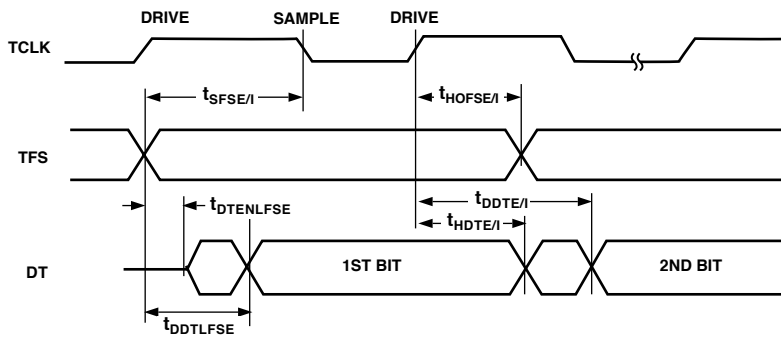 DRIVE SAMPLE DRIVE
TCLK
tSFSE/I tHOFSE/I
TFS
tDDTE/I
tDTENLFSE
tHDTE/I
DT 1ST BIT 2ND BIT
tDDTLFSE